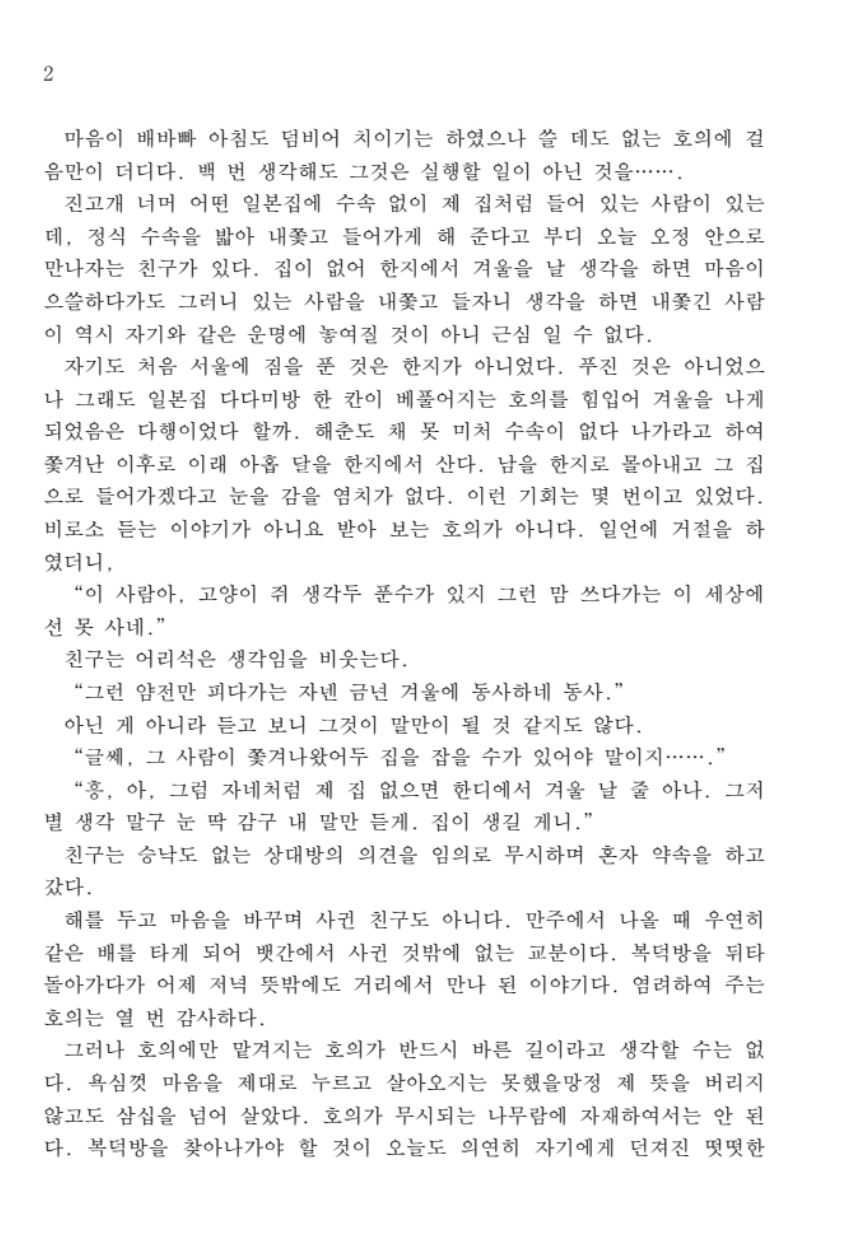 2
마음이 배바빠 아침도 덤비어 치이기는 하였으나 쓸 데도 없는 호의에 걸
음만이 더디다. 백 번 생각해도 그것은 실행할 일이 아닌 것을…….
진고개 너머 어떤 일본집에 수속 없이 제 집처럼 들어 있는 사람이 있는
데, 정식 수속을 밟아 내쫓고 들어가게 해 준다고 부디 오늘 오정 안으로
만나자는 친구가 있다. 집이 없어 한지에서 겨울을 날 생각을 하면 마음이
으쓸하다가도 그러니 있는 사람을 내쫓고 들자니 생각을 하면 내쫓긴 사람
이 역시 자기와 같은 운명에 놓여질 것이 아니 근심 일 수 없다.
자기도 처음 서울에 짐을 푼 것은 한지가 아니었다. 푸진 것은 아니었으
나 그래도 일본집 다다미방 한 칸이 베풀어지는 호의를 힘입어 겨울을 나게
되었음은 다행이었다 할까. 해춘도 채 못 미처 수속이 없다 나가라고 하여
쫓겨난 이후로 이래 아홉 달을 한지에서 산다. 남을 한지로 몰아내고 그 집
으로 들어가겠다고 눈을 감을 염치가 없다. 이런 기회는 몇 번이고 있었다.
비로소 듣는 이야기가 아니요 받아 보는 호의가 아니다. 일언에 거절을 하
였더니,
“이 사람아, 고양이 쥐 생각두 푼수가 있지 그런 맘 쓰다가는 이 세상에
선 못 사네.”
친구는 어리석은 생각임을 비웃는다.
“그런 얌전만 피다가는 자넨 금년 겨울에 동사하네 동사.”
아닌 게 아니라 듣고 보니 그것이 말만이 될 것 같지도 않다.
“글쎄, 그 사람이 쫓겨나왔어두 집을 잡을 수가 있어야 말이지…….”
“흥, 아, 그럼 자네처럼 제 집 없으면 한디에서 겨울 날 줄 아나. 그저
별 생각 말구 눈 딱 감구 내 말만 듣게. 집이 생길 게니.”
친구는 승낙도 없는 상대방의 의견을 임의로 무시하며 혼자 약속을 하고
갔다.
해를 두고 마음을 바꾸며 사귄 친구도 아니다. 만주에서 나올 때 우연히
같은 배를 타게 되어 뱃간에서 사귄 것밖에 없는 교분이다. 복덕방을 뒤타
돌아가다가 어제 저녁 뜻밖에도 거리에서 만나 된 이야기다. 염려하여 주는
호의는 열 번 감사하다.
그러나 호의에만 맡겨지는 호의가 반드시 바른 길이라고 생각할 수는 없
다. 욕심껏 마음을 제대로 누르고 살아오지는 못했을망정 제 뜻을 버리지
않고도 삼십을 넘어 살았다. 호의가 무시되는 나무람에 자재하여서는 안 된
다. 복덕방을 찾아나가야 할 것이 오늘도 의연히 자기에게 던져진 떳떳한